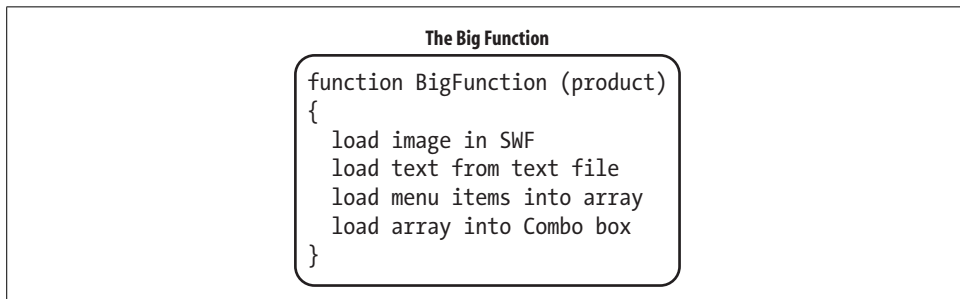 The Big Function
function BigFunction (product)
{
load image in SWF
load text from text file
load menu items into array
load array into Combo box
}